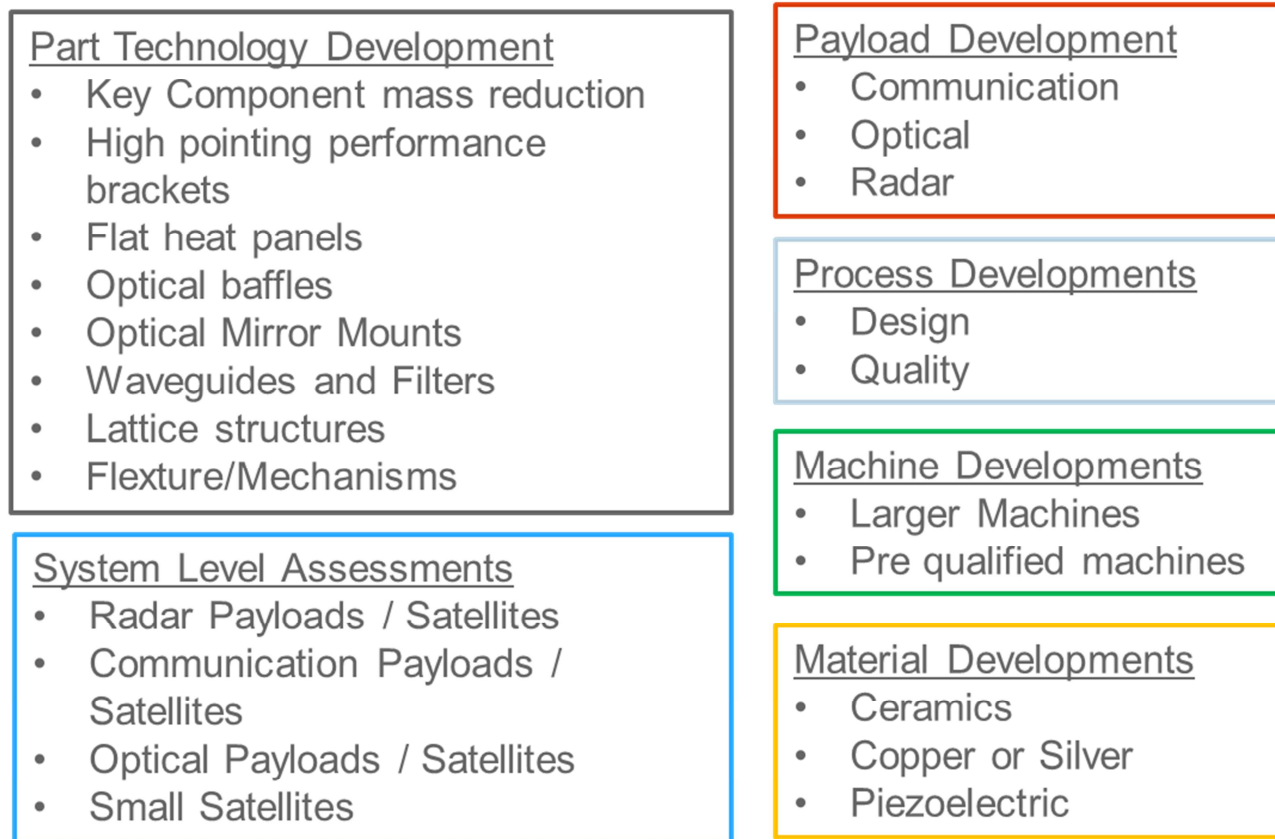 Part Technology Development
• Key Component mass reduction
• High pointing performance
brackets
• Flat heat panels
• Optical baffles
• Optical Mirror Mounts
• Waveguides and Filters
• Lattice structures
• Flexture/Mechanisms
System Level Assessments
• Radar Payloads / Satellites
• Communication Payloads /
Satellites
• Optical Payloads / Satellites
• Small Satellites
Payload Development
• Communication
• Optical
• Radar
Process Developments
• Design
• Quality
Machine Developments
• Larger Machines
• Pre qualified machines
Material Developments
• Ceramics
• Copper or Silver
• Piezoelectric